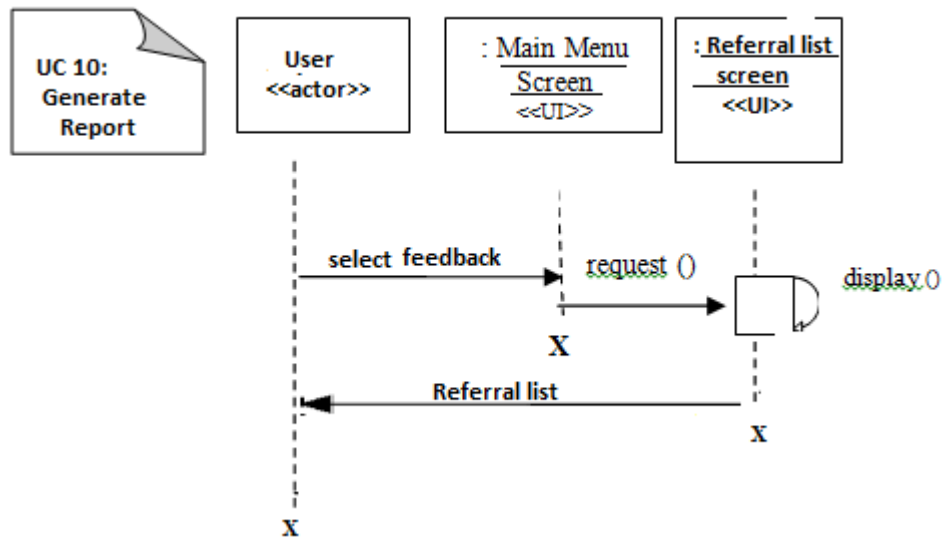 UC 10:
Generate
Report
User
<<actor>>
: Main Menu
Screen
<<UI>>
: Referral list
screen
<<UI>>
select feedback
request ()
display()
X
Referral list
X
X